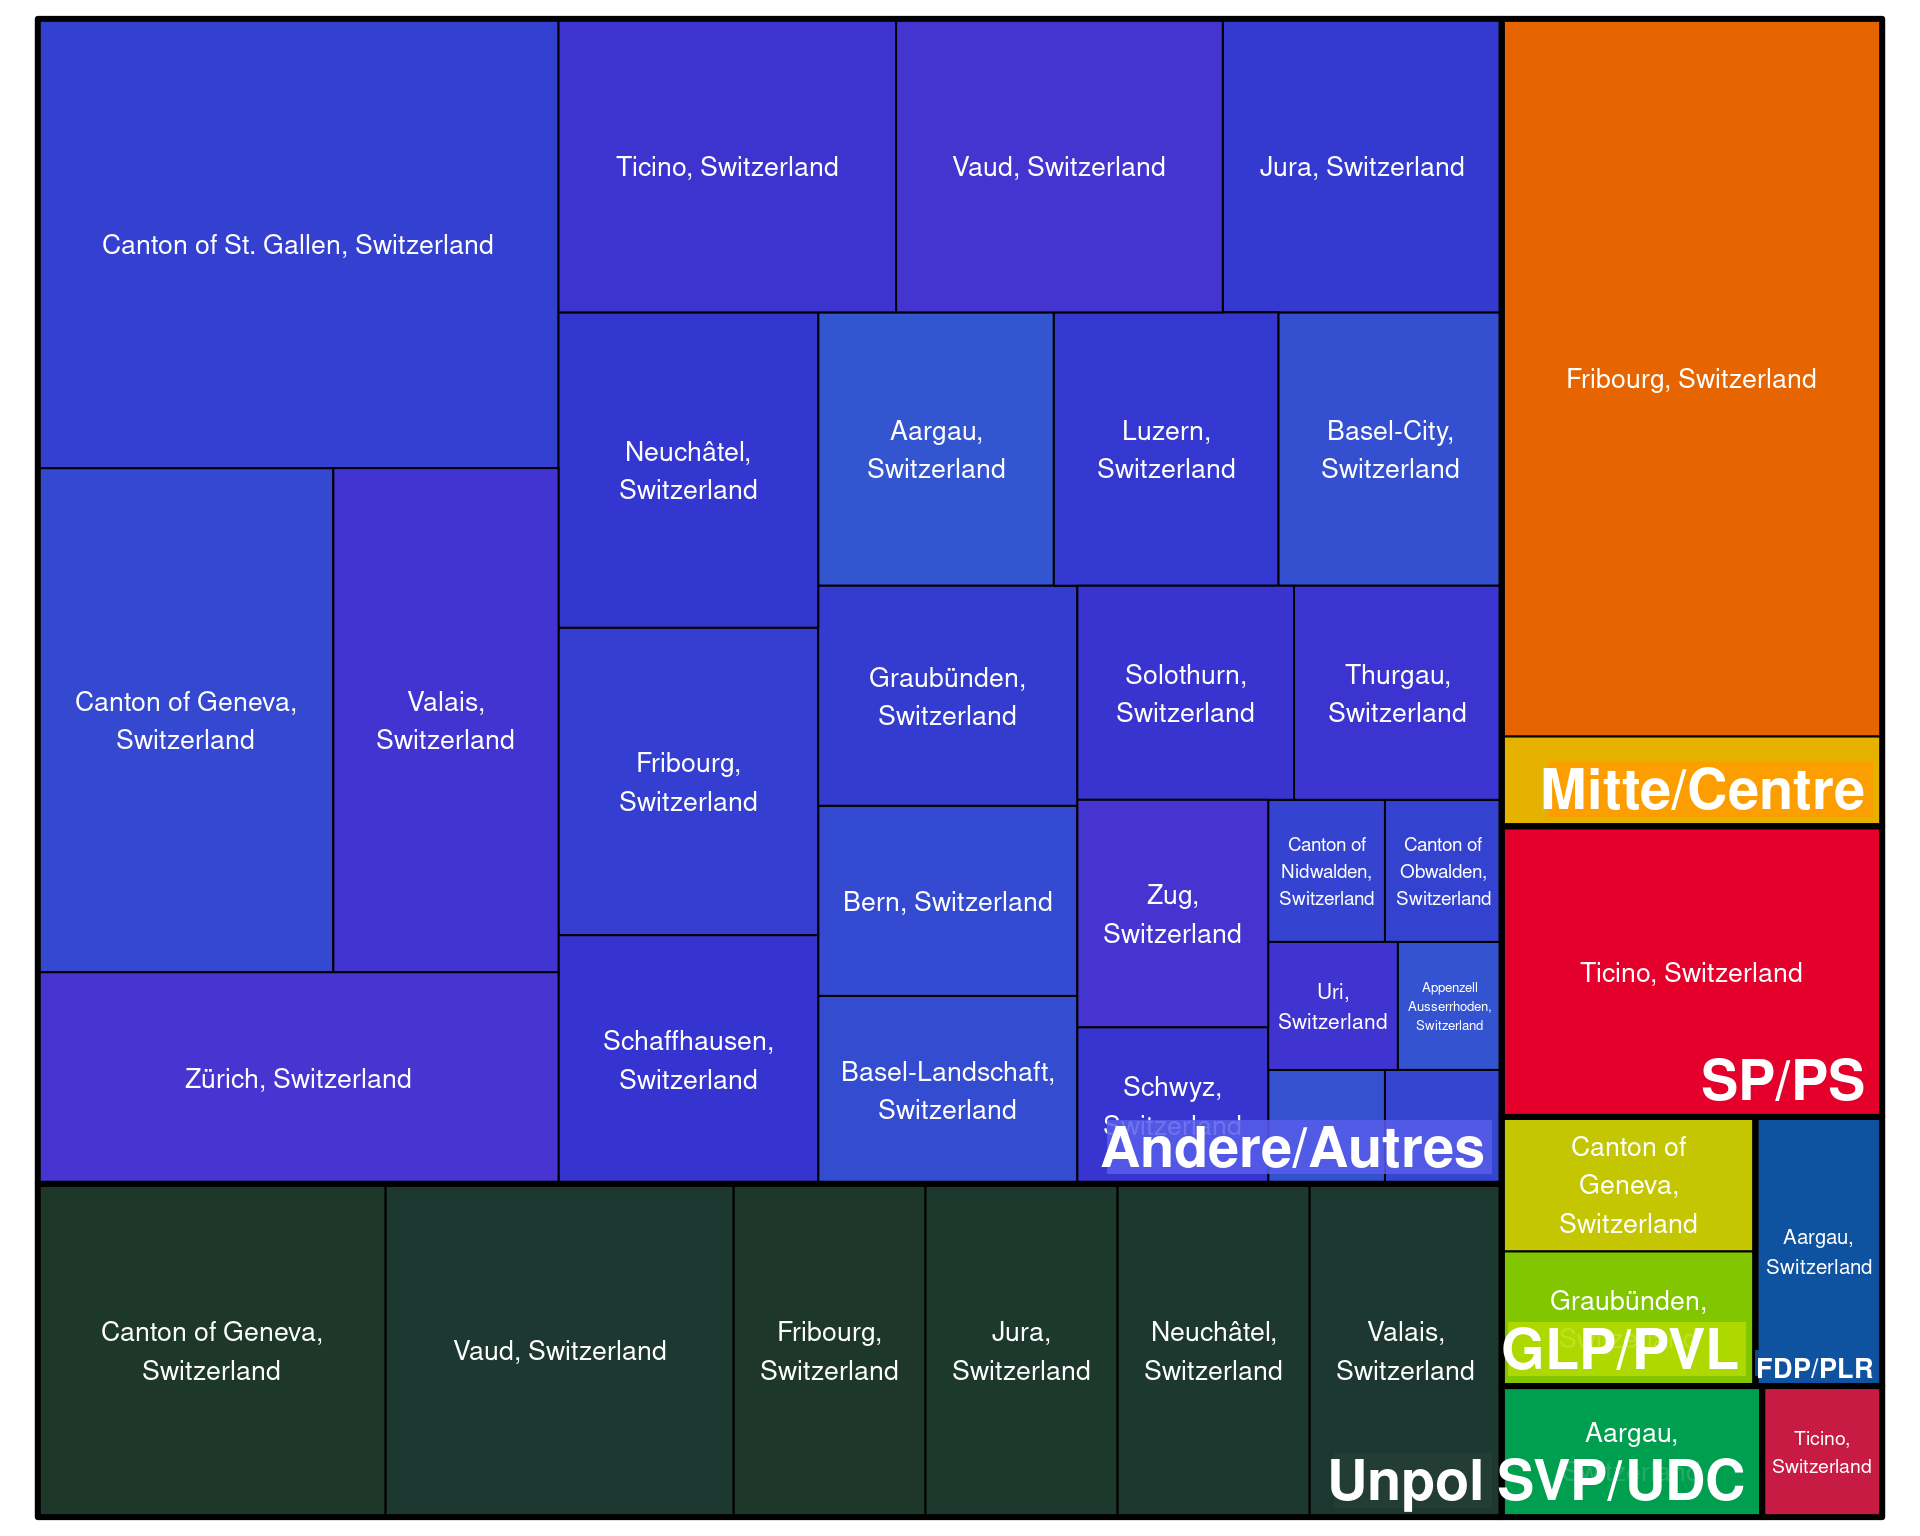 Canton of St. Gallen, Switzerland
Ticino, Switzerland
Vaud, Switzerland
Jura, Switzerland
Neuchâtel,
Switzerland
Aargau,
Switzerland
Luzern,
Switzerland
Basel-City,
Switzerland
Canton of Geneva,
Switzerland
Valais,
Switzerland
Fribourg,
Switzerland
Graubünden,
Switzerland
Solothurn,
Switzerland
Thurgau,
Switzerland
Bern, Switzerland
Zug,
Switzerland
Canton of
Nidwalden,
Switzerland
Canton of
Obwalden,
Switzerland
Uri,
Switzerland
Appenzell
Ausserrhoden,
Switzerland
Zürich, Switzerland
Schaffhausen,
Switzerland
Basel-Landschaft,
Switzerland
Schwyz,
Switzerland
Andere/Autres
Canton of Geneva,
Switzerland
Vaud, Switzerland
Fribourg,
Switzerland
Jura,
Switzerland
Neuchâtel,
Switzerland
Valais,
Switzerland
Unpol
Fribourg, Switzerland
Mitte/Centre
Ticino, Switzerland
SP/PS
Canton of
Geneva,
Switzerland
Graubünden,
Switzerland
GLP/PVL
Aargau,
Switzerland
FDP/PLR
Aargau,
Switzerland
SVP/UDC
Ticino,
Switzerland